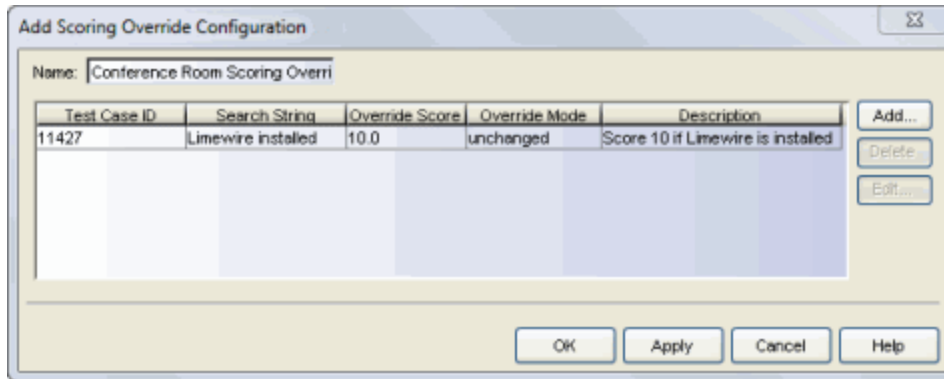 Add Scoring Override Configuration
Name: Conference Room Scoring Overri
Test Case ID Search String Override Score Override Mode Description
11427 Limewire installed 10.0 unchanged Score 10 if Limewire is installed
Add...
Delete
Edit...
OK Apply Cancel Help